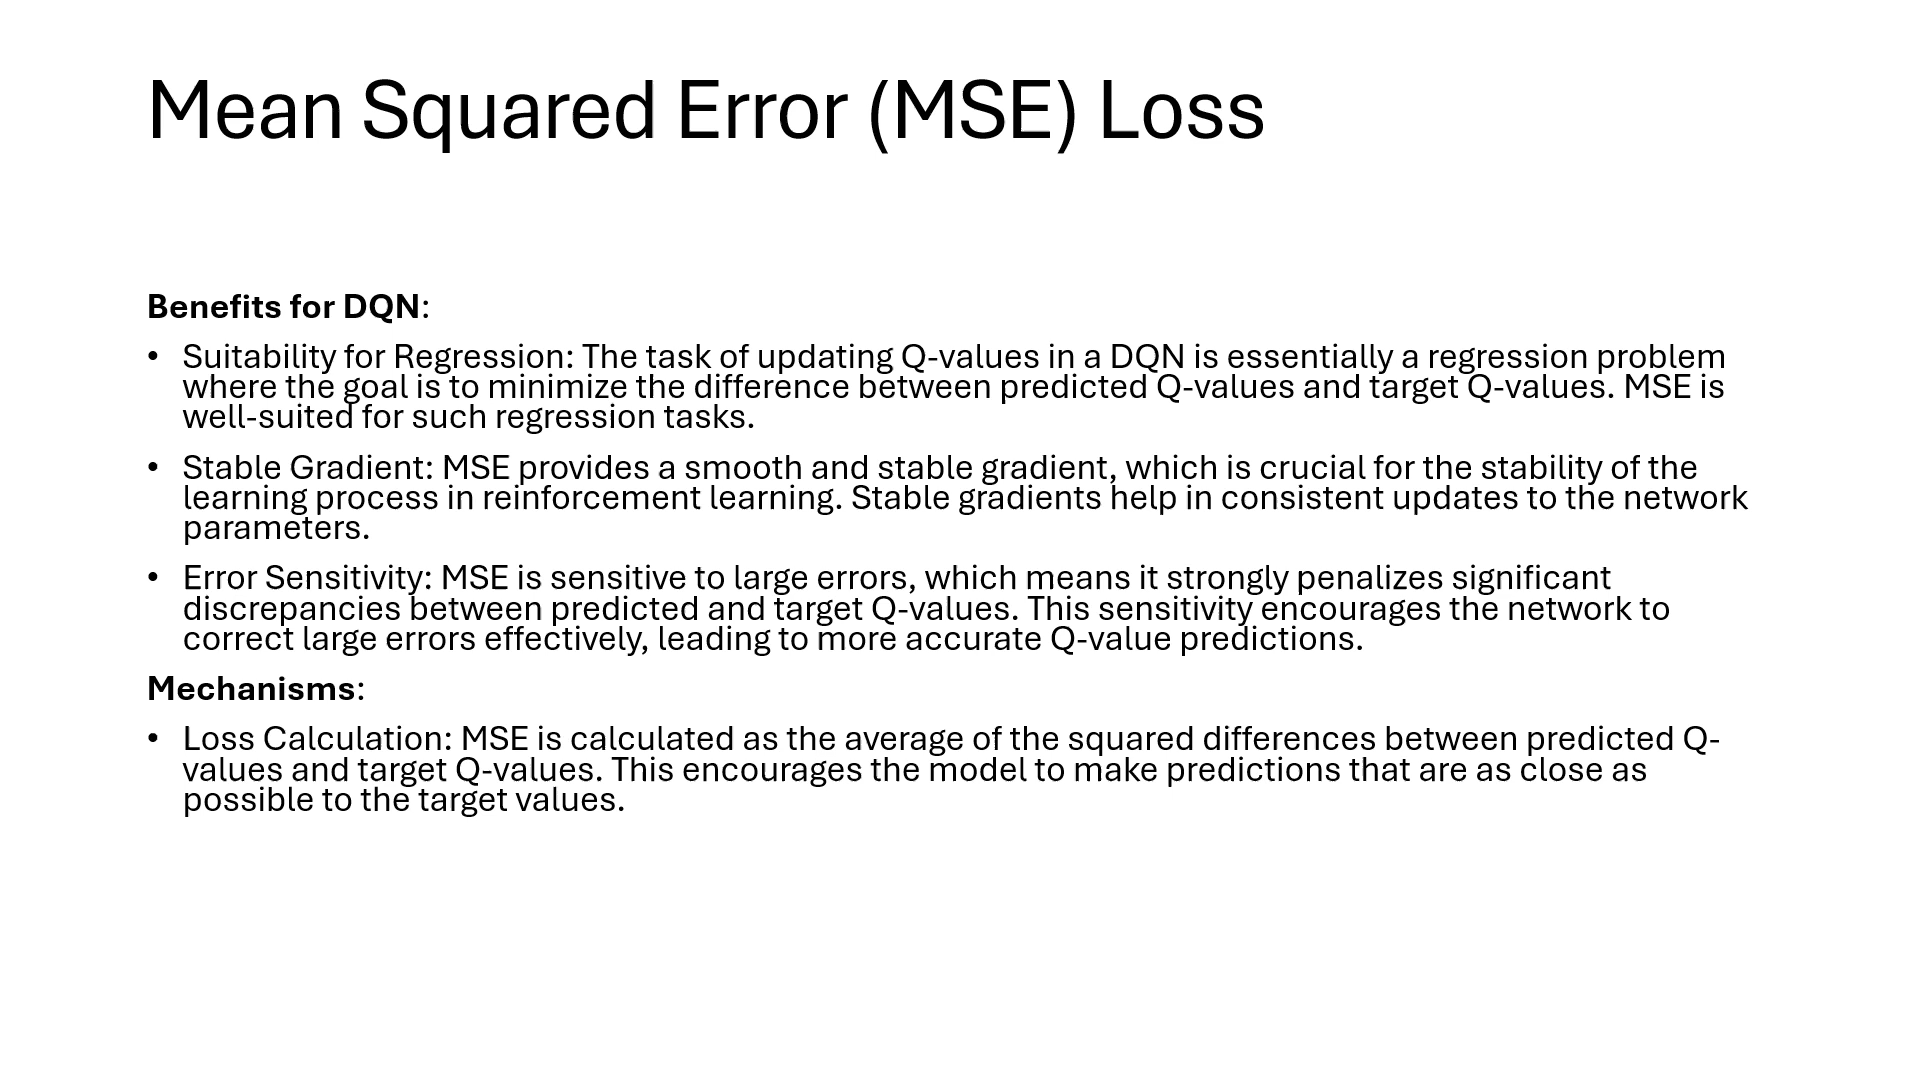 Mean Squared Error (MSE) Loss
Benefits for DQN:
• Suitability for Regression: The task of updating Q-values in a DQN is essentially a regression problem
where the goal is to minimize the difference between predicted Q-values and target Q-values. MSE is
well-suited for such regression tasks.
• Stable Gradient: MSE provides a smooth and stable gradient, which is crucial for the stability of the
learning process in reinforcement learning. Stable gradients help in consistent updates to the network
parameters.
• Error Sensitivity: MSE is sensitive to large errors, which means it strongly penalizes significant
discrepancies between predicted and target Q-values. This sensitivity encourages the network to
correct large errors effectively, leading to more accurate Q-value predictions.
Mechanisms:
• Loss Calculation: MSE is calculated as the average of the squared differences between predicted Q-
values and target Q-values. This encourages the model to make predictions that are as close as
possible to the target values.